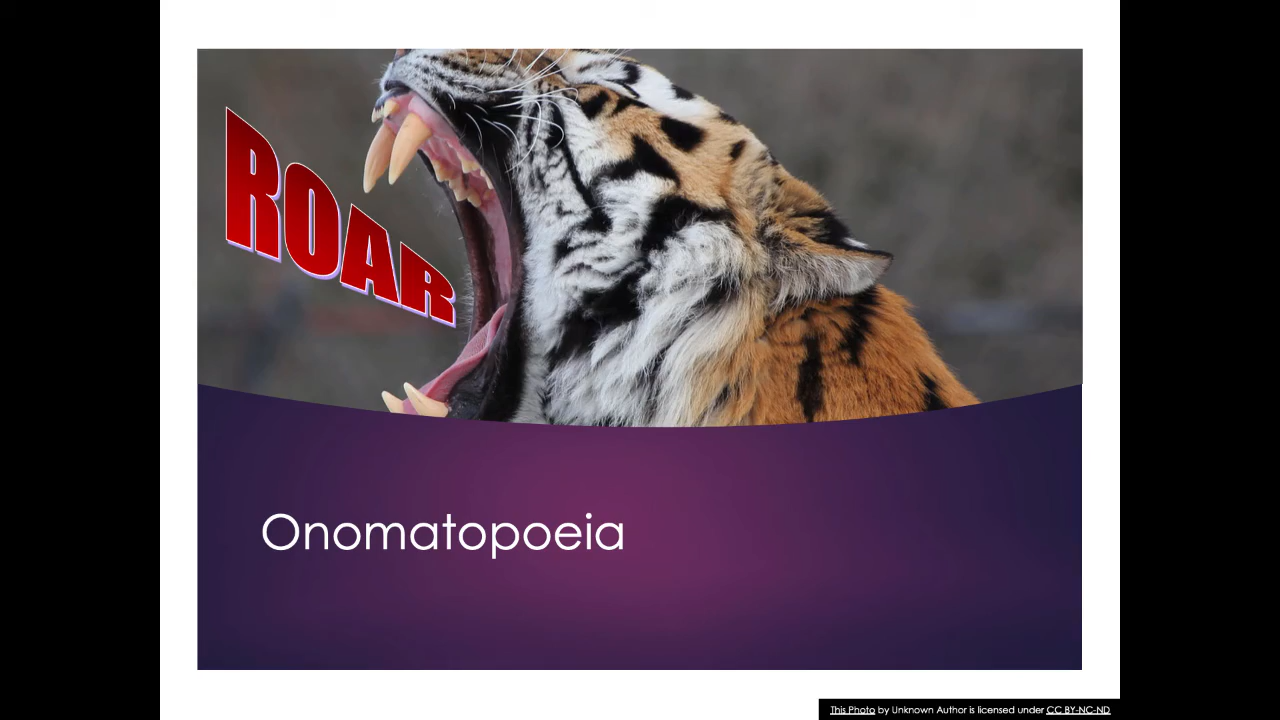 ROAR
Onomatopoeia
This Photo by Unknown Author is licensed under CC BY-NC-ND